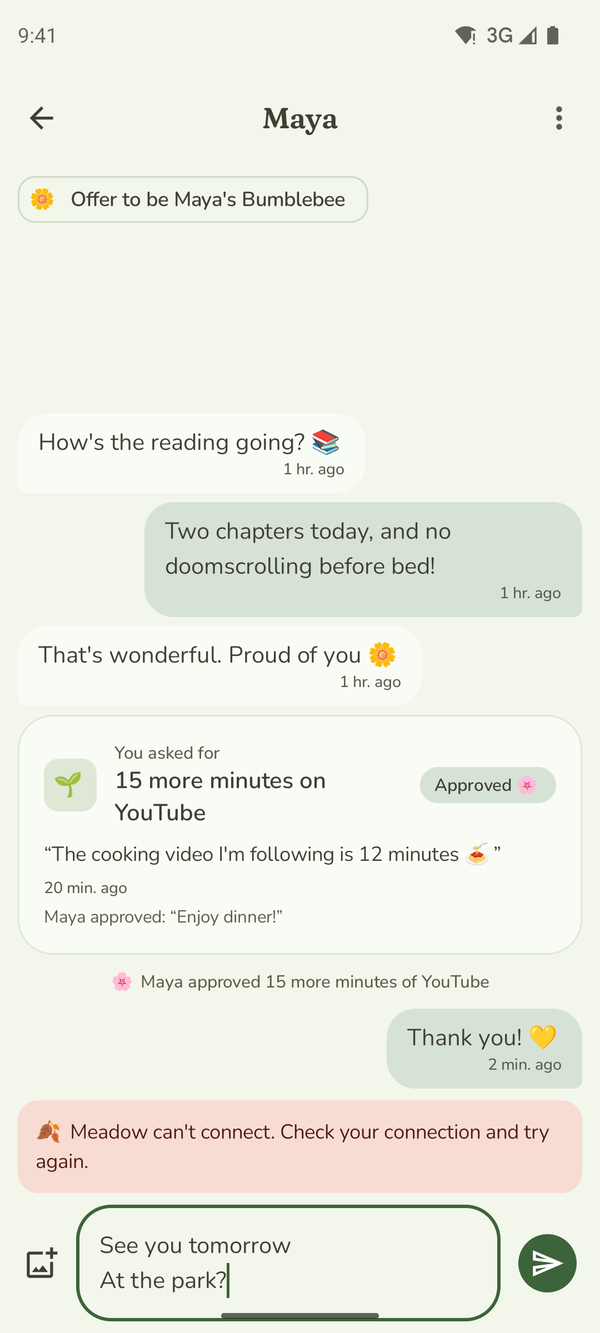 9:41
3G
Maya
🌼 Offer to be Maya's Bumblebee
How's the reading going? 📚
1 hr. ago
Two chapters today, and no
doomscrolling before bed!
1 hr. ago
That's wonderful. Proud of you 🌼
1 hr. ago
You asked for
15 more minutes on
YouTube
Approved 🌸
“The cooking video I'm following is 12 minutes 🍝 ”
20 min. ago
Maya approved: “Enjoy dinner!”
🌸 Maya approved 15 more minutes of YouTube
Thank you! 💛
2 min. ago
🍂 Meadow can't connect. Check your connection and try
again.
See you tomorrow
At the park?